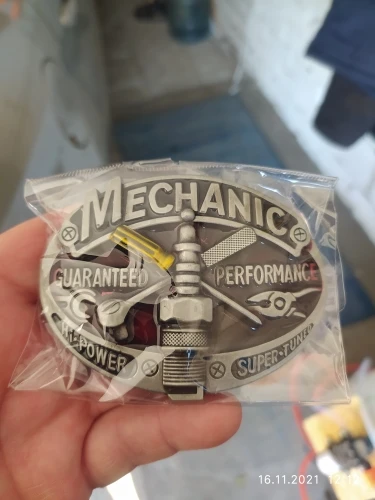 MECHANIC
GUARANTEED
PERFORMANCE
HI-POWER
SUPER-TUNED
16.11.2021